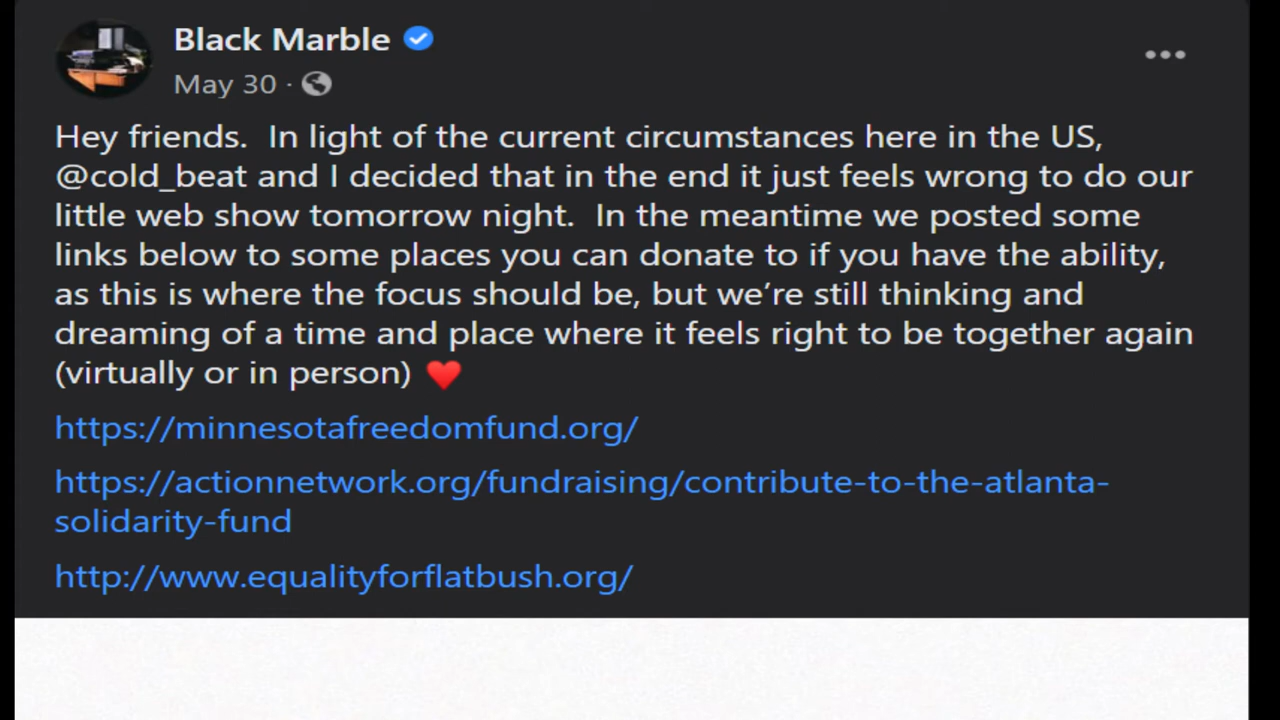 Black Marble
May 30 ·
Hey friends.  In light of the current circumstances here in the US,
@cold_beat and I decided that in the end it just feels wrong to do our
little web show tomorrow night.  In the meantime we posted some
links below to some places you can donate to if you have the ability,
as this is where the focus should be, but we’re still thinking and
dreaming of a time and place where it feels right to be together again
(virtually or in person) ❤️
https://minnesotafreedomfund.org/
https://actionnetwork.org/fundraising/contribute-to-the-atlanta-
solidarity-fund
http://www.equalityforflatbush.org/